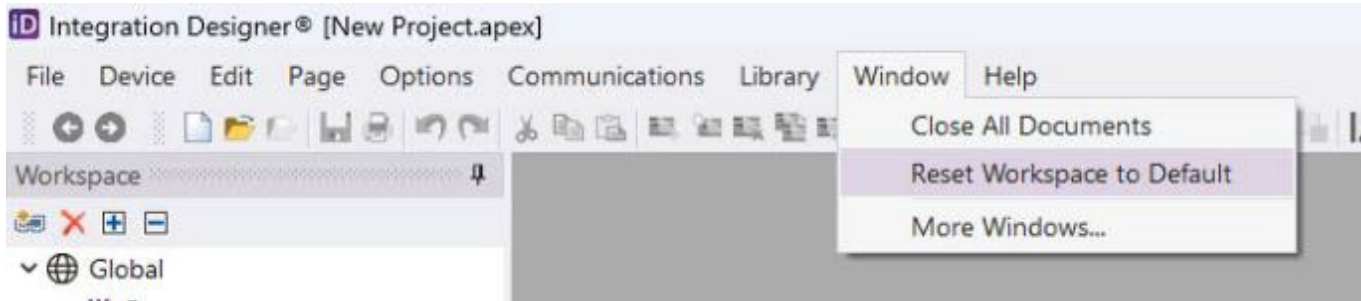 iD Integration Designer® [New Project.apex]
File Device Edit Page Options Communications Library Window Help
Close All Documents
Workspace
Reset Workspace to Default
More Windows...
Global